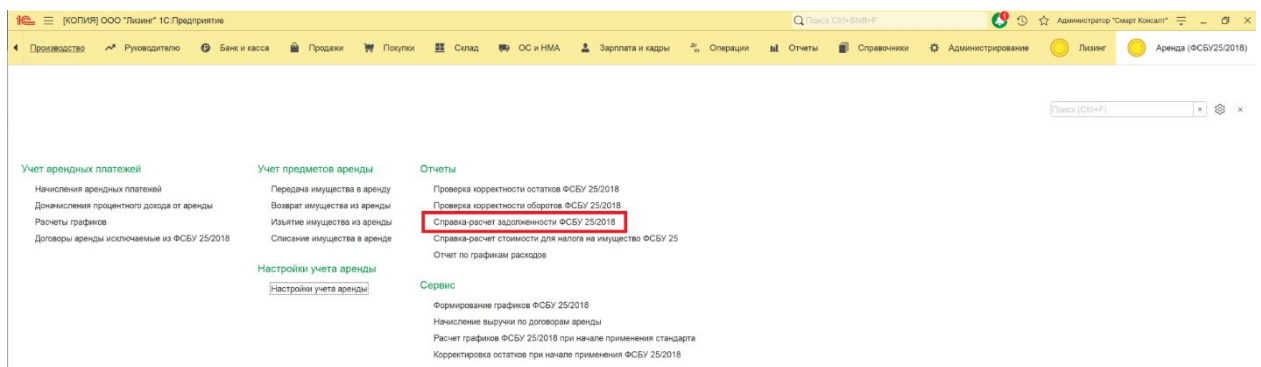 1С [КОПИЯ] ООО "Лизинг" 1С:Предприятие Поиск Ctrl+Shift+F Администратор "Смарт Консалт"
Производство Руководителю Банк и касса Продажи Покупки Склад ОС и НМА Зарплата и кадры Операции Отчеты Справочники Администрирование Лизинг Аренда (ФСБУ25/2018)
Поиск (Ctrl+F)
Учет арендных платежей
Начисления арендных платежей
Доначисления процентного дохода от аренды
Расчеты графиков
Договоры аренды исключаемые из ФСБУ 25/2018
Учет предметов аренды
Передача имущества в аренду
Возврат имущества из аренды
Изъятие имущества из аренды
Списание имущества в аренде
Настройки учета аренды
Настройки учета аренды
Отчеты
Проверка корректности остатков ФСБУ 25/2018
Проверка корректности оборотов ФСБУ 25/2018
Справка-расчет задолженности ФСБУ 25/2018
Справка-расчет стоимости для налога на имущество ФСБУ 25
Отчет по графикам расходов
Сервис
Формирование графиков ФСБУ 25/2018
Начисление выручки по договорам аренды
Расчет графиков ФСБУ 25/2018 при начале применения стандарта
Корректировка остатков при начале применения ФСБУ 25/2018